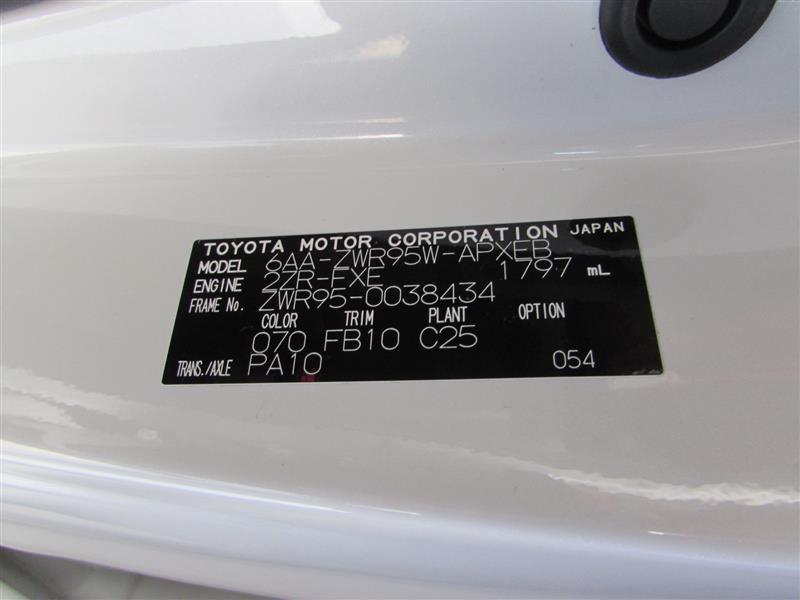 TOYOTA MOTOR CORPORATION JAPAN
MODEL 6AA-ZWR95W-APXEB
ENGINE 2ZR-FXE 1797 mL
FRAME No. ZWR95-0038434
COLOR TRIM PLANT OPTION
070 FB10 C25
TRANS./AXLE PA10 054